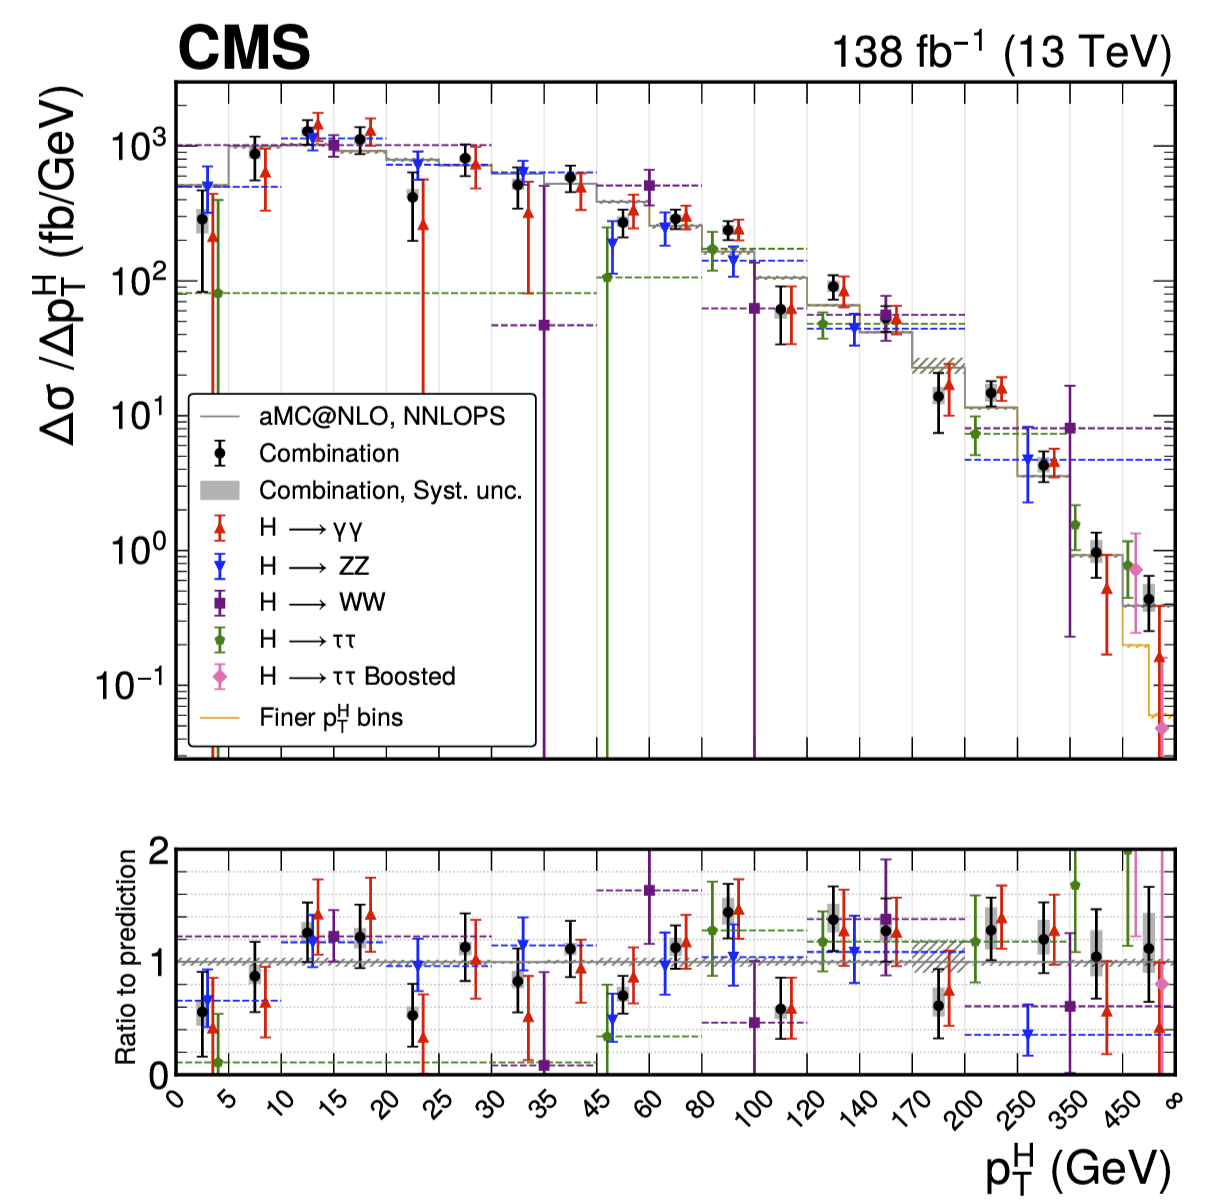 CMS
138 fb⁻¹ (13 TeV)
Δσ /Δp_T^H (fb/GeV)
10³
10²
10¹
10⁰
10⁻¹
aMC@NLO, NNLOPS
Combination
Combination, Syst. unc.
H → γγ
H → ZZ
H → WW
H → ττ
H → ττ Boosted
Finer p_T^H bins
Ratio to prediction
2
1
0
0 5 10 15 20 25 30 35 45 60 80 100 120 140 170 200 250 350 450 ∞
p_T^H (GeV)